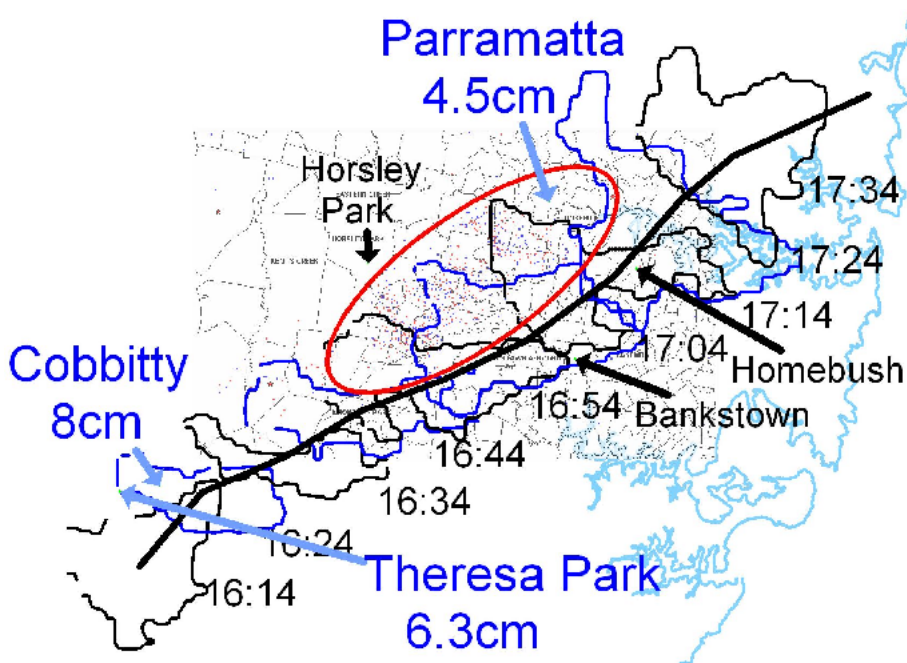 Parramatta
4.5cm
Horsley
Park
17:34
17:24
17:14
Homebush
17:04
Cobbitty
8cm
16:54
Bankstown
16:44
16:34
16:24
Theresa Park
6.3cm
16:14